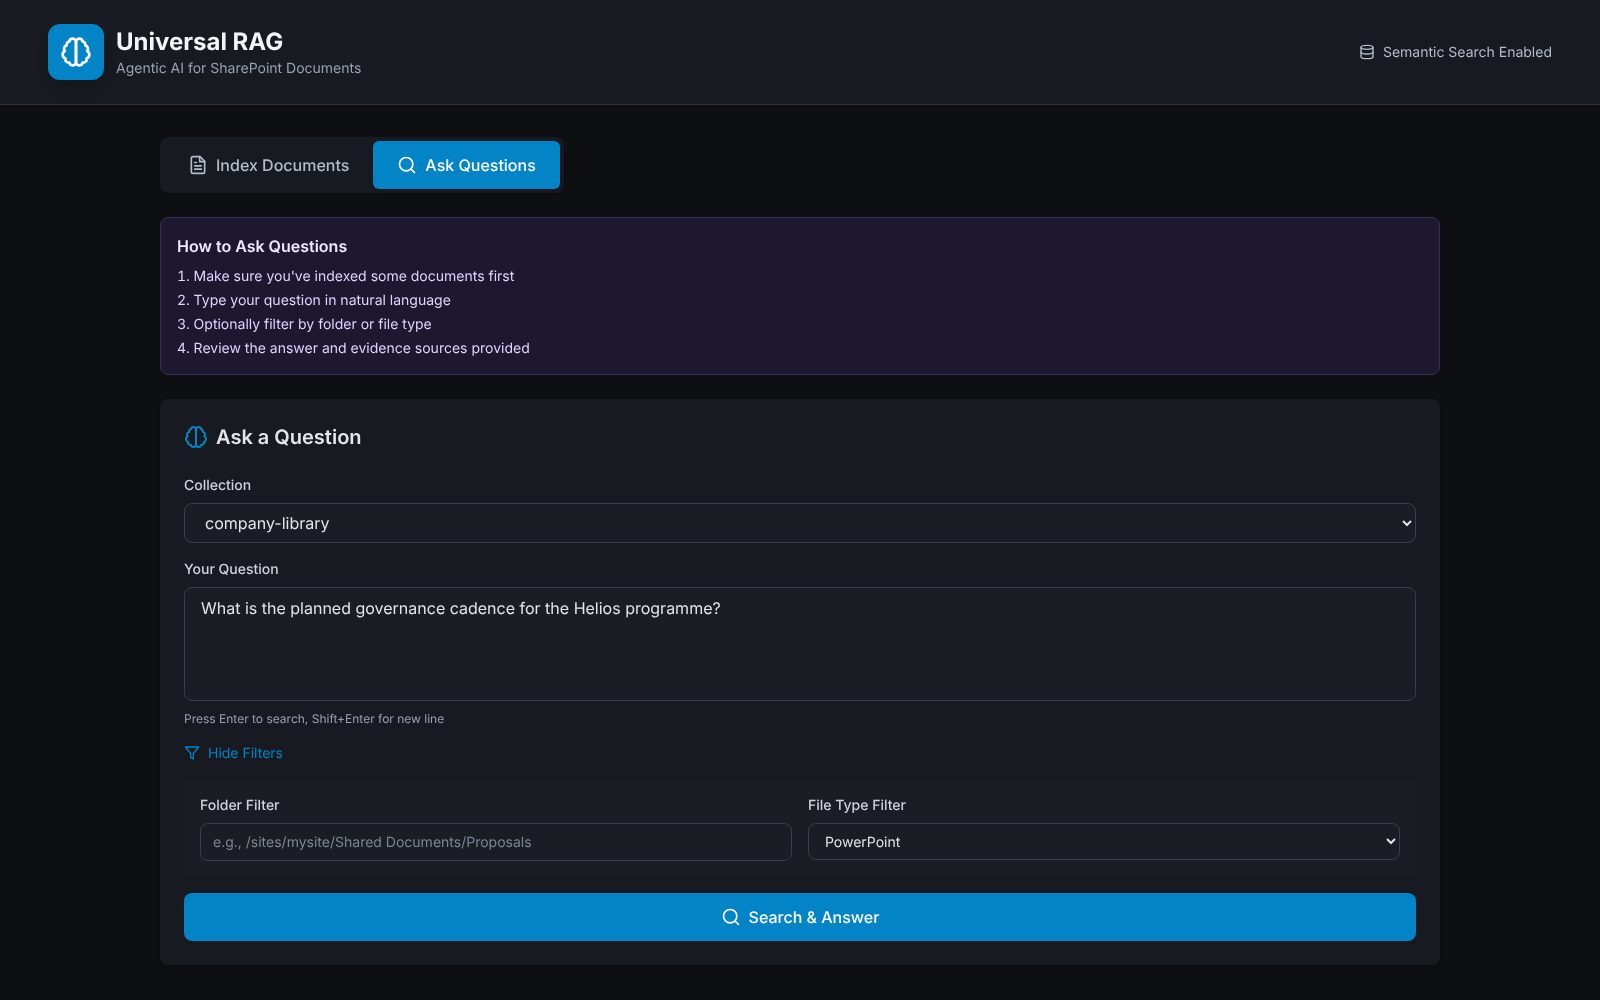 Universal RAG
Agentic AI for SharePoint Documents
Semantic Search Enabled
Index Documents
Ask Questions
How to Ask Questions
1. Make sure you've indexed some documents first
2. Type your question in natural language
3. Optionally filter by folder or file type
4. Review the answer and evidence sources provided
Ask a Question
Collection
company-library
Your Question
What is the planned governance cadence for the Helios programme?
Press Enter to search, Shift+Enter for new line
Hide Filters
Folder Filter
File Type Filter
e.g., /sites/mysite/Shared Documents/Proposals
PowerPoint
Search & Answer